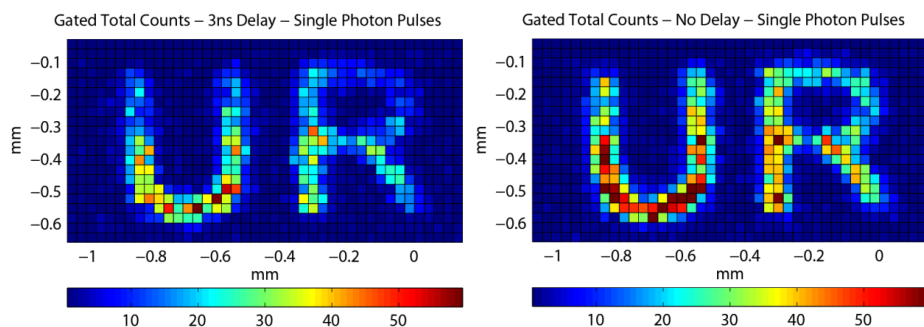 Gated Total Counts – 3ns Delay – Single Photon Pulses
−0.1
−0.2
−0.3
−0.4
−0.5
−0.6
mm
UR
−1 −0.8 −0.6 −0.4 −0.2 0
mm
10 20 30 40 50
Gated Total Counts – No Delay – Single Photon Pulses
−0.1
−0.2
−0.3
−0.4
−0.5
−0.6
mm
UR
−1 −0.8 −0.6 −0.4 −0.2 0
mm
10 20 30 40 50